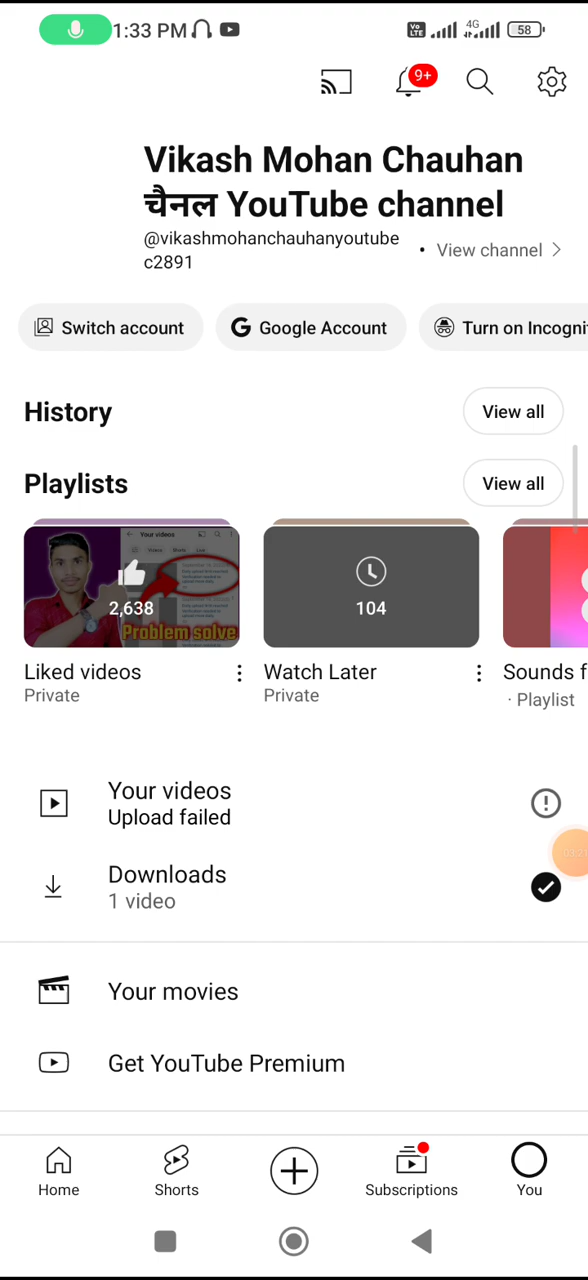 1:33 PM
Vo LTE
4G
58
9+
Vikash Mohan Chauhan
चैनल YouTube channel
@vikashmohanchauhanyoutube
c2891
• View channel
Switch account
Google Account
Turn on Incogni
History
View all
Playlists
View all
Your videos
2,638
Problem solve
104
Liked videos
Private
Watch Later
Private
Sounds f
· Playlist
Your videos
Upload failed
Downloads
1 video
Your movies
Get YouTube Premium
Home
Shorts
Subscriptions
You